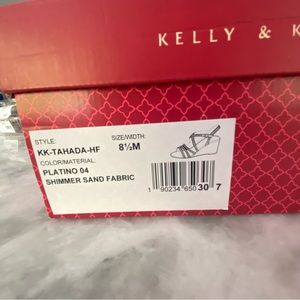 KELLY & K
STYLE: SIZE/WIDTH:
KK-TAHADA-HF 8½M
COLOR/MATERIAL:
PLATINO 04
SHIMMER SAND FABRIC
1 90234 65030 7